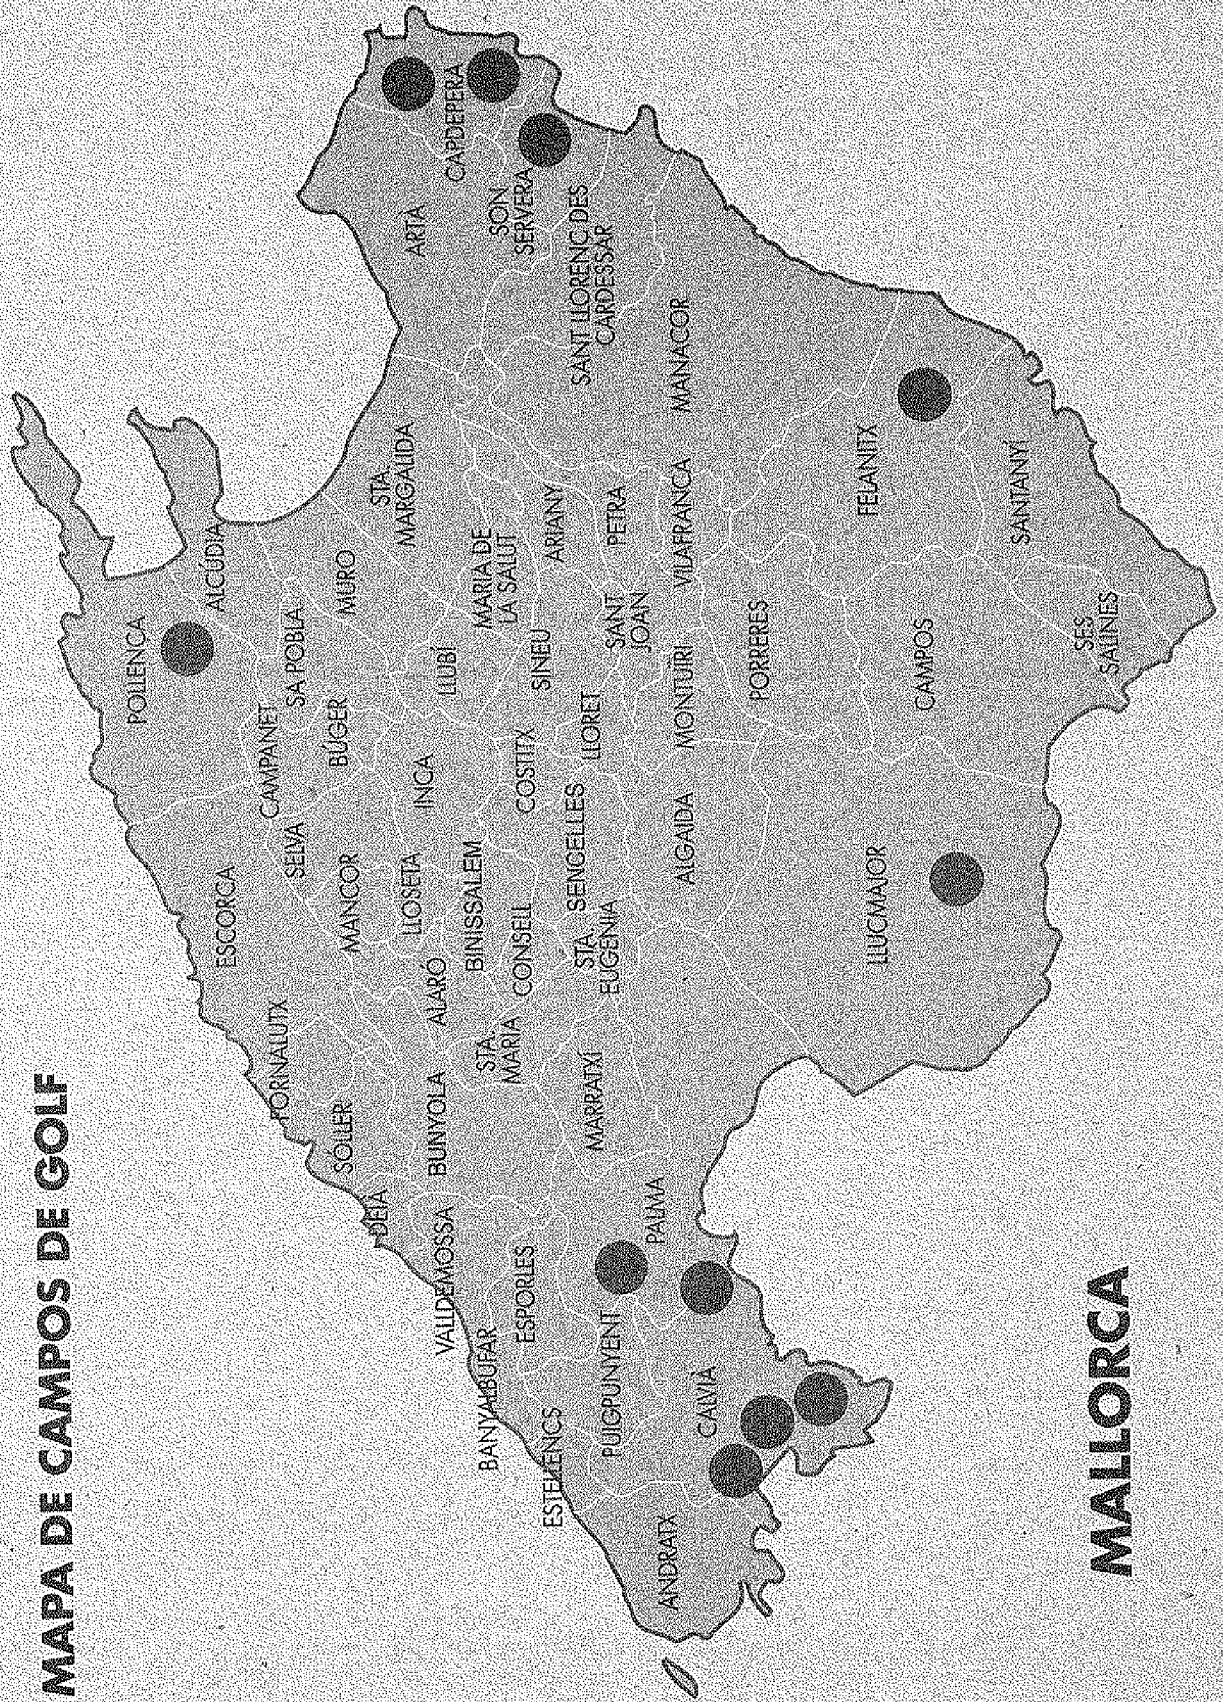 MAPA DE CAMPOS DE GOLF
POLLENCA
ALCÚDIA
ESCORCA
CAMPANET
FORNALUTX
SELVA
SA POBLA
BÚGER
SÓLLER
MANCOR
MURO
DEIÀ
STA.
MARGALIDA
LLOSETA
INCA
ARTÀ
BUNYOLA
ALARÓ
VALLDEMOSSA
LLUBÍ
CAPDEPERA
BINISSALEM
MARIA DE
LA SALUT
STA.
MARIA
BANYALBUFAR
SON
SERVERA
ESPORLES
CONSELL
COSTITX
SINEU
ESTELLENCS
ARIANY
SENCELLES
SANT LLORENÇ DES
CARDESSAR
STA.
EUGENIA
LLORET
MARRATXÍ
PUIGPUNYENT
PETRA
SANT
JOAN
PALMA
ANDRATX
ALGAIDA
MONTUIRI
VILAFRANCA
MANACOR
CALVIÀ
PORRERES
LLUCMAJOR
FELANITX
CAMPOS
SANTANYÍ
SES
SALINES
MALLORCA